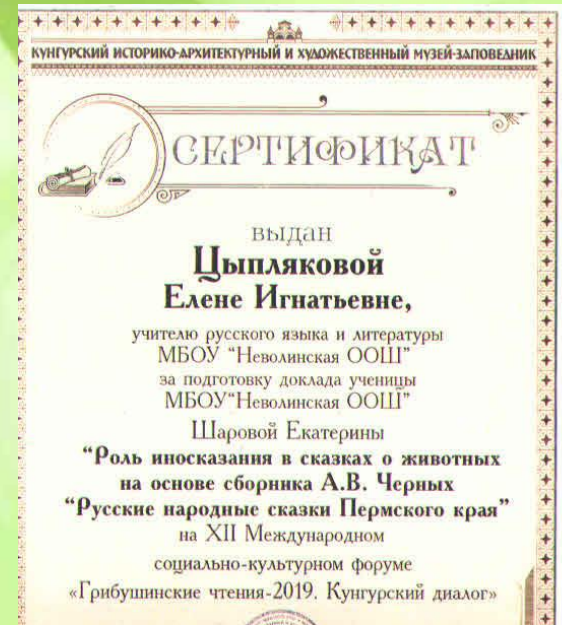 КУНГУРСКИЙ ИСТОРИКО-АРХИТЕКТУРНЫЙ И ХУДОЖЕСТВЕННЫЙ МУЗЕЙ-ЗАПОВЕДНИК
СЕРТИФИКАТ
выдан
Цыпляковой
Елене Игнатьевне,
учителю русского языка и литературы
МБОУ "Неволинская ООШ"
за подготовку доклада ученицы
МБОУ"Неволинская ООШ"
Шаровой Екатерины
"Роль иносказания в сказках о животных
на основе сборника А.В. Черных
"Русские народные сказки Пермского края"
на XII Международном
социально-культурном форуме
«Грибушинские чтения-2019. Кунгурский диалог»